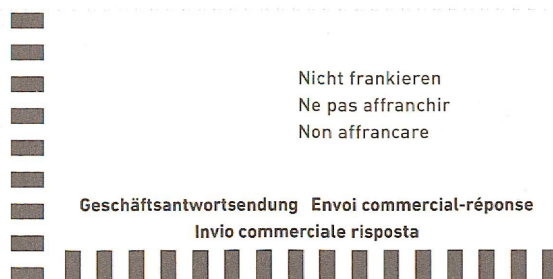 Nicht frankieren
Ne pas affranchir
Non affrancare
Geschäftsantwortsendung Envoi commercial-réponse
Invio commerciale risposta